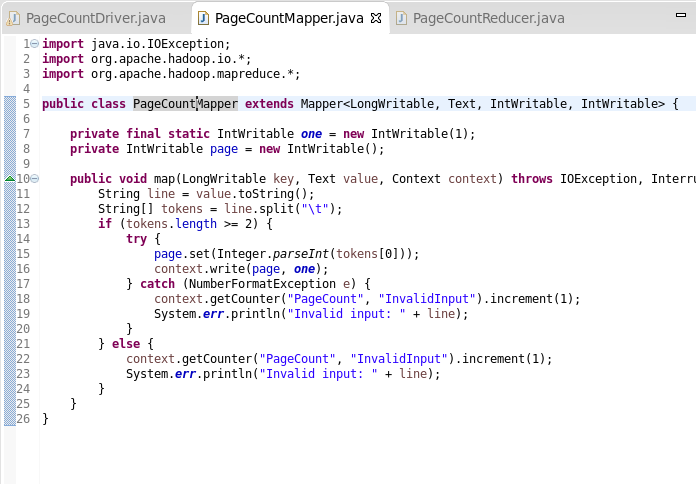 PageCountDriver.java PageCountMapper.java PageCountReducer.java
1 import java.io.IOException;
2 import org.apache.hadoop.io.*;
3 import org.apache.hadoop.mapreduce.*;
4
5 public class PageCountMapper extends Mapper<LongWritable, Text, IntWritable, IntWritable> {
6
7     private final static IntWritable one = new IntWritable(1);
8     private IntWritable page = new IntWritable();
9
10     public void map(LongWritable key, Text value, Context context) throws IOException, Interru
11         String line = value.toString();
12         String[] tokens = line.split("\t");
13         if (tokens.length >= 2) {
14             try {
15                 page.set(Integer.parseInt(tokens[0]));
16                 context.write(page, one);
17             } catch (NumberFormatException e) {
18                 context.getCounter("PageCount", "InvalidInput").increment(1);
19                 System.err.println("Invalid input: " + line);
20             }
21         } else {
22             context.getCounter("PageCount", "InvalidInput").increment(1);
23             System.err.println("Invalid input: " + line);
24         }
25     }
26 }